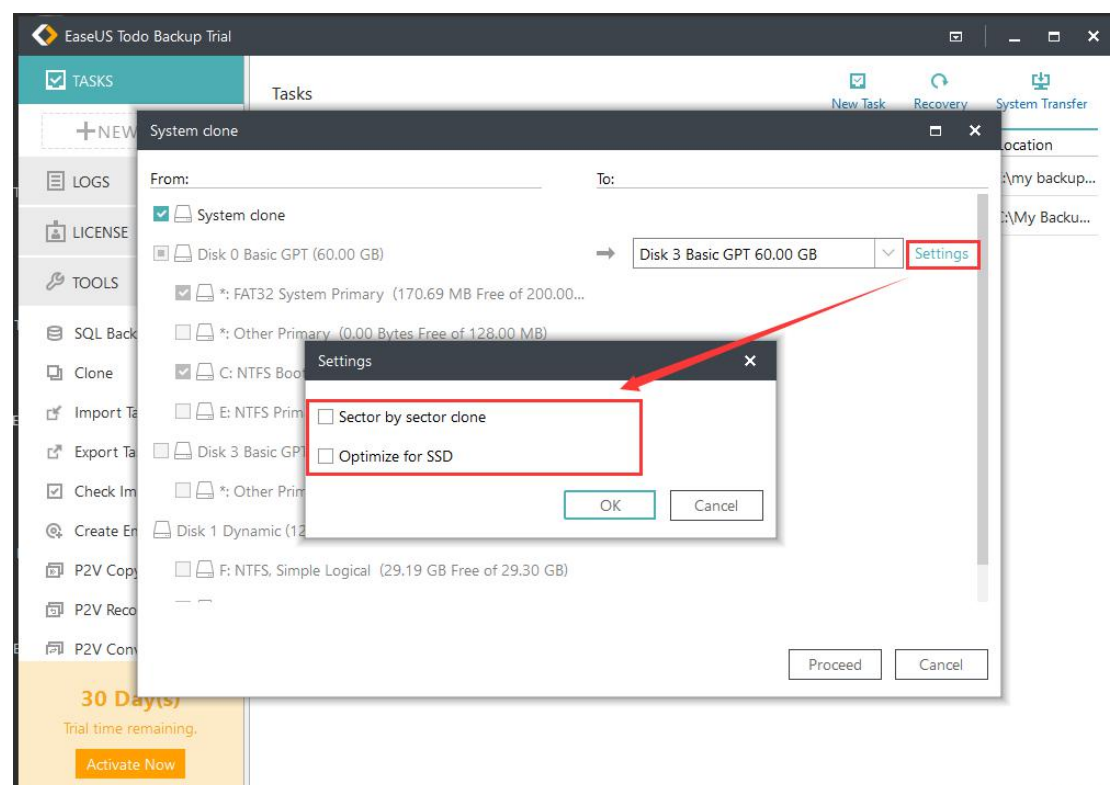 EaseUS Todo Backup Trial
TASKS
Tasks
New Task
Recovery
System Transfer
NEW
LOGS
LICENSE
TOOLS
SQL Back
Clone
Import Ta
Export Ta
Check Im
Create En
P2V Copy
P2V Reco
P2V Conv
30 Day(s)
Trial time remaining.
Activate Now
ocation
:\my backup...
:\My Backu...
System clone
From:
To:
System clone
Disk 0 Basic GPT (60.00 GB)
Disk 3 Basic GPT 60.00 GB
Settings
*: FAT32 System Primary (170.69 MB Free of 200.00...
*: Other Primary (0.00 Bytes Free of 128.00 MB)
C: NTFS Boo
E: NTFS Prim
Disk 3 Basic GPT
*: Other Prim
Disk 1 Dynamic (12
F: NTFS, Simple Logical (29.19 GB Free of 29.30 GB)
Settings
Sector by sector clone
Optimize for SSD
OK
Cancel
Proceed
Cancel